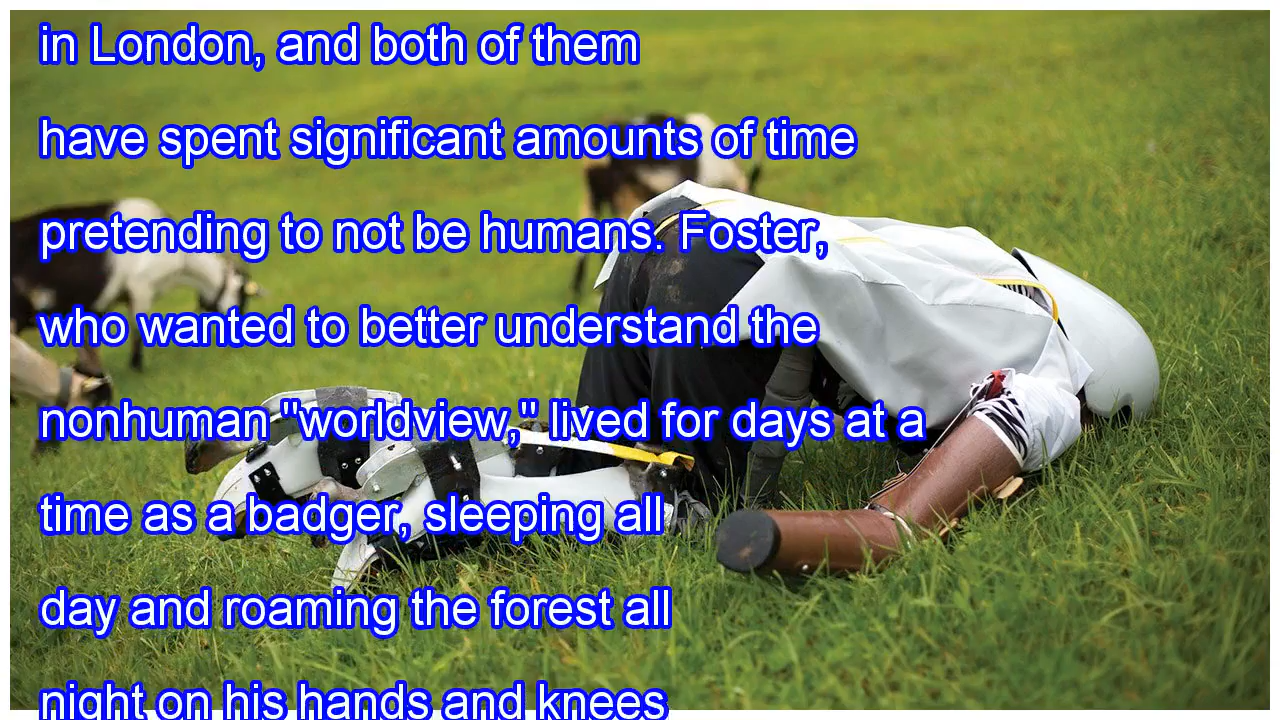 in London, and both of them
have spent significant amounts of time
pretending to not be humans. Foster,
who wanted to better understand the
nonhuman "worldview," lived for days at a
time as a badger, sleeping all
day and roaming the forest all
night on his hands and knees